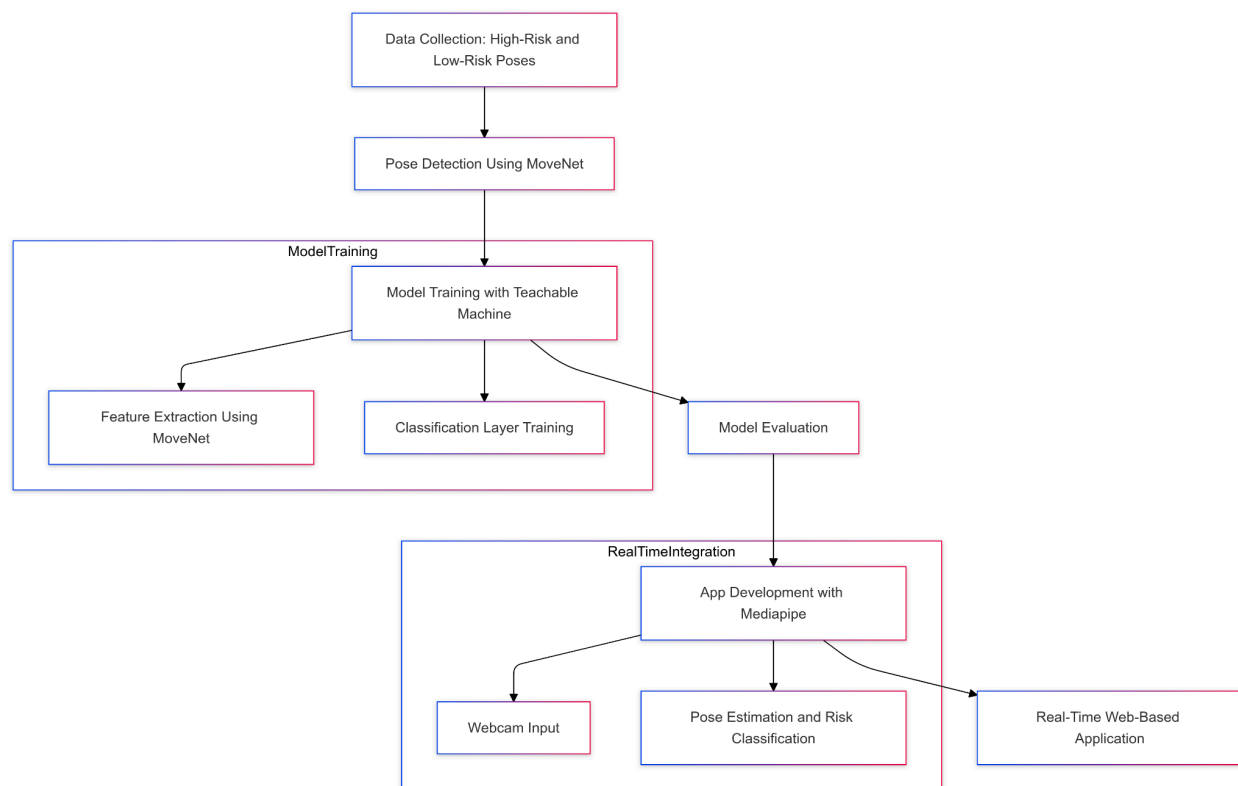 Data Collection: High-Risk and
Low-Risk Poses
Pose Detection Using MoveNet
ModelTraining
Model Training with Teachable
Machine
Feature Extraction Using
MoveNet
Classification Layer Training
Model Evaluation
RealTimeIntegration
App Development with
Mediapipe
Webcam Input
Pose Estimation and Risk
Classification
Real-Time Web-Based
Application